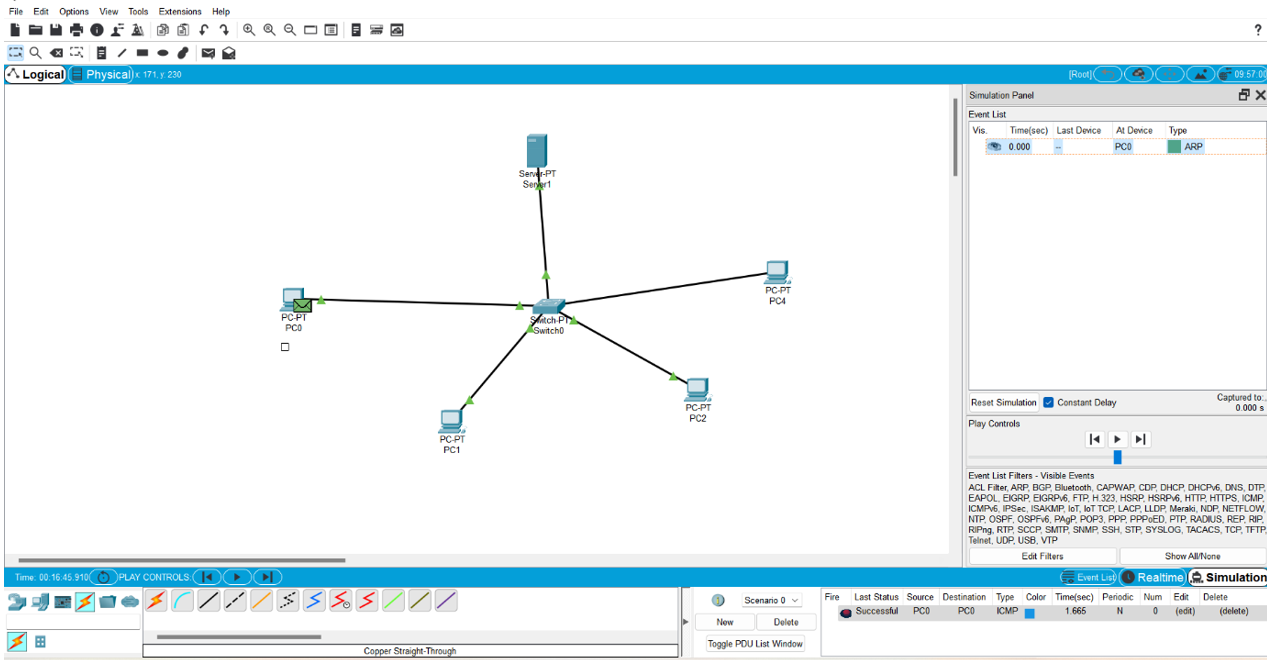 File Edit Options View Tools Extensions Help
?
Logical Physical x: 171, y: 230 [Root] 09:57:00
Simulation Panel
Event List
Vis. Time(sec) Last Device At Device Type
0.000 -- PC0 ARP
Server-PT
Server1
PC-PT
PC4
PC-PT
PC0
Switch-PT
Switch0
PC-PT
PC2
PC-PT
PC1
Reset Simulation Constant Delay Captured to:
0.000 s
Play Controls
Event List Filters - Visible Events
ACL Filter, ARP, BGP, Bluetooth, CAPWAP, CDP, DHCP, DHCPv6, DNS, DTP,
EAPOL, EIGRP, EIGRPv6, FTP, H.323, HSRP, HSRPv6, HTTP, HTTPS, ICMP,
ICMPv6, IPSec, ISAKMP, IoT, IoT TCP, LACP, LLDP, Meraki, NDP, NETFLOW,
NTP, OSPF, OSPFv6, PAgP, POP3, PPP, PPPoED, PTP, RADIUS, REP, RIP,
RIPng, RTP, SCCP, SMTP, SNMP, SSH, STP, SYSLOG, TACACS, TCP, TFTP,
Telnet, UDP, USB, VTP
Edit Filters Show All/None
Time: 00:16:45.910 PLAY CONTROLS: Event List Realtime Simulation
Scenario 0
New Delete
Toggle PDU List Window
Fire Last Status Source Destination Type Color Time(sec) Periodic Num Edit Delete
Successful PC0 PC0 ICMP 1.665 N 0 (edit) (delete)
Copper Straight-Through